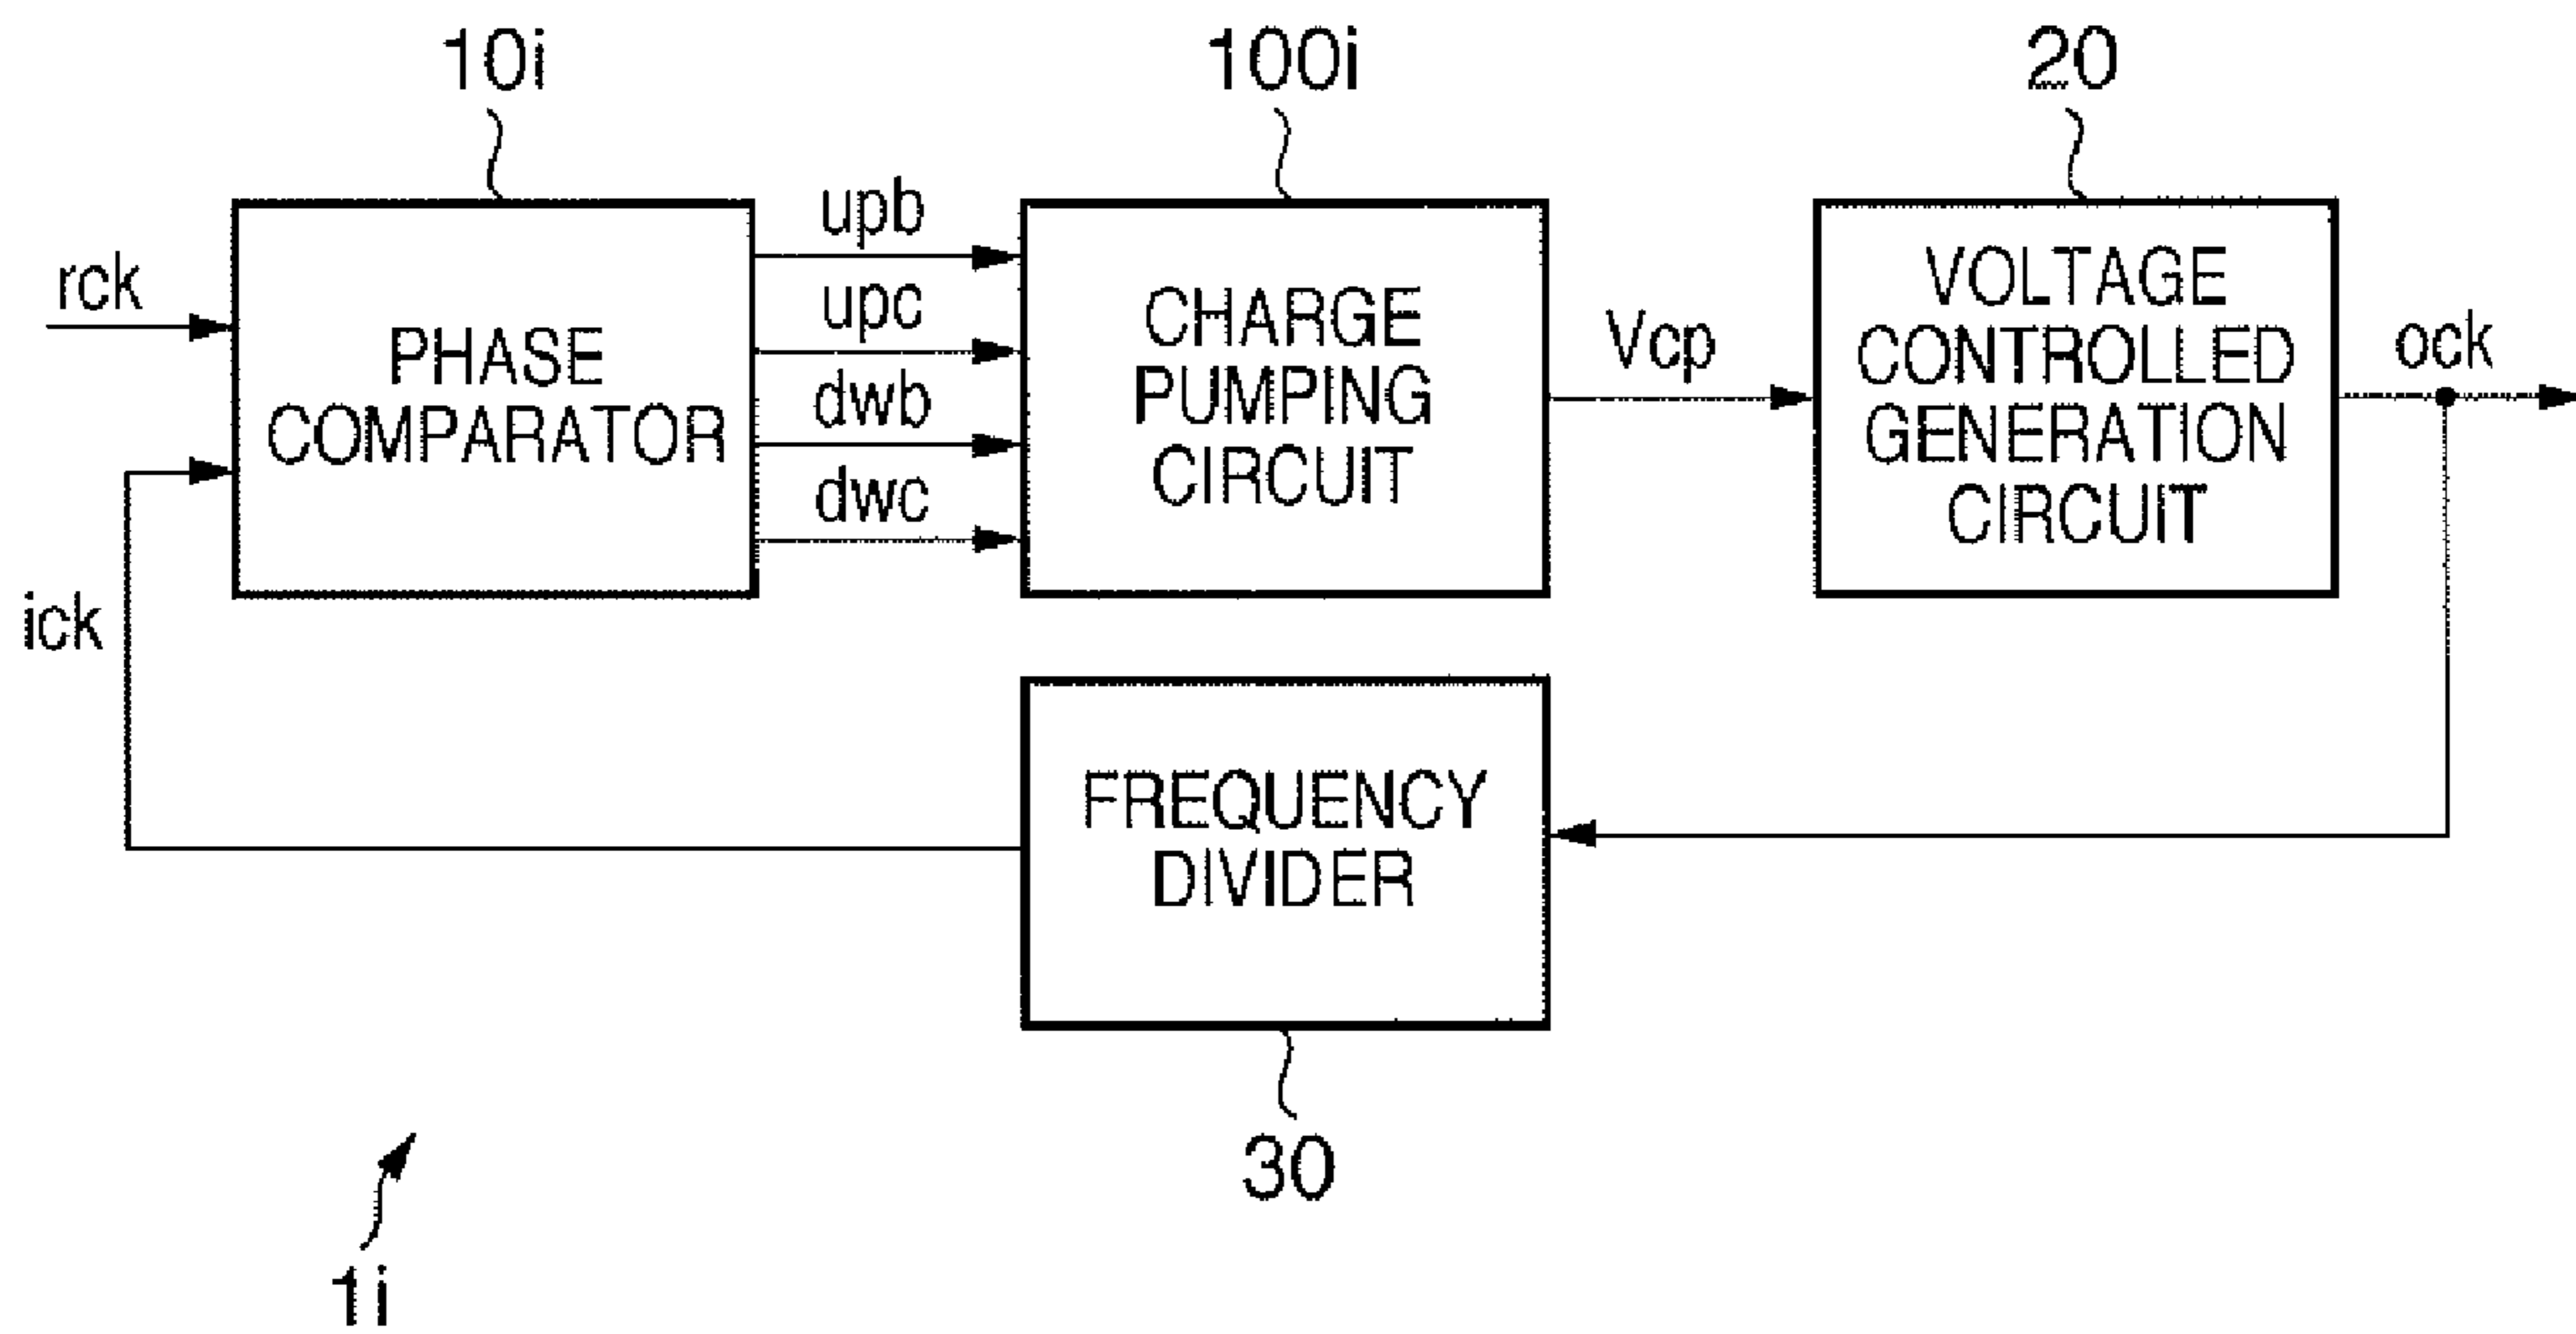 10i
100i
20
rck
PHASE
COMPARATOR
upb
upc
dwb
dwc
CHARGE
PUMPING
CIRCUIT
Vcp
VOLTAGE
CONTROLLED
GENERATION
CIRCUIT
ock
ick
FREQUENCY
DIVIDER
30
1i